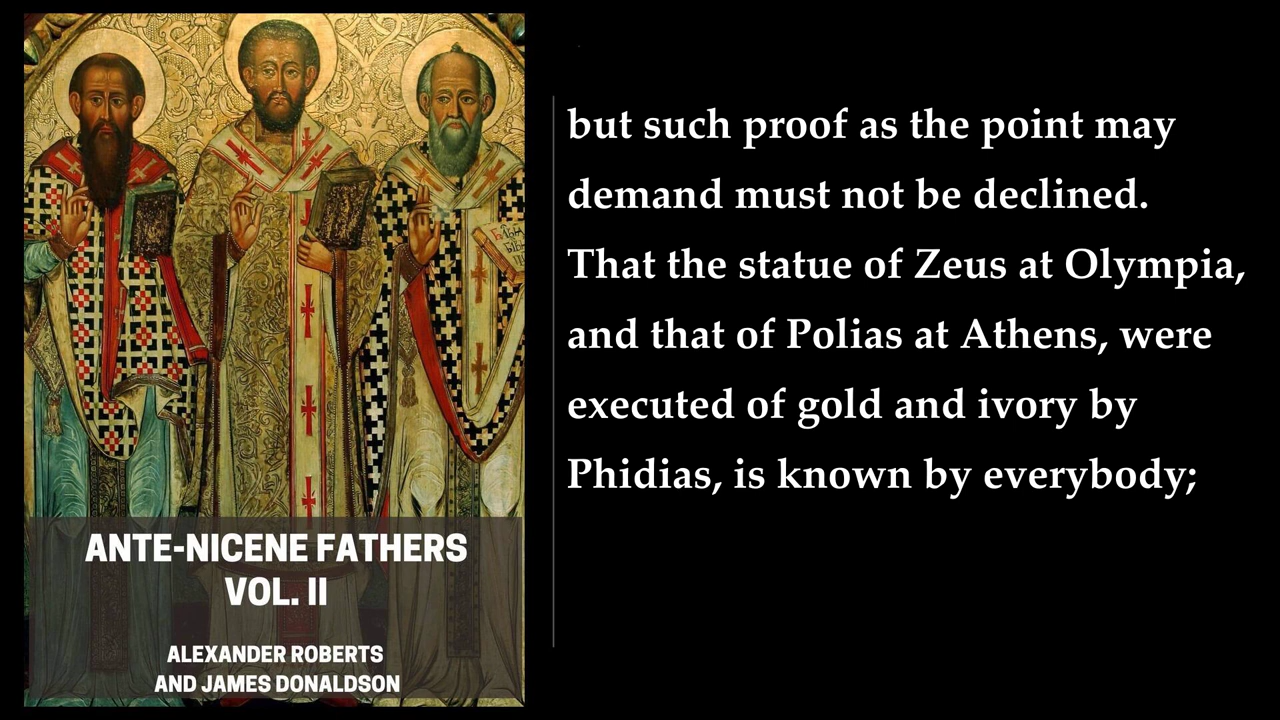 but such proof as the point may
demand must not be declined.
That the statue of Zeus at Olympia,
and that of Polias at Athens, were
executed of gold and ivory by
Phidias, is known by everybody;
ANTE-NICENE FATHERS
VOL. II
ALEXANDER ROBERTS
AND JAMES DONALDSON